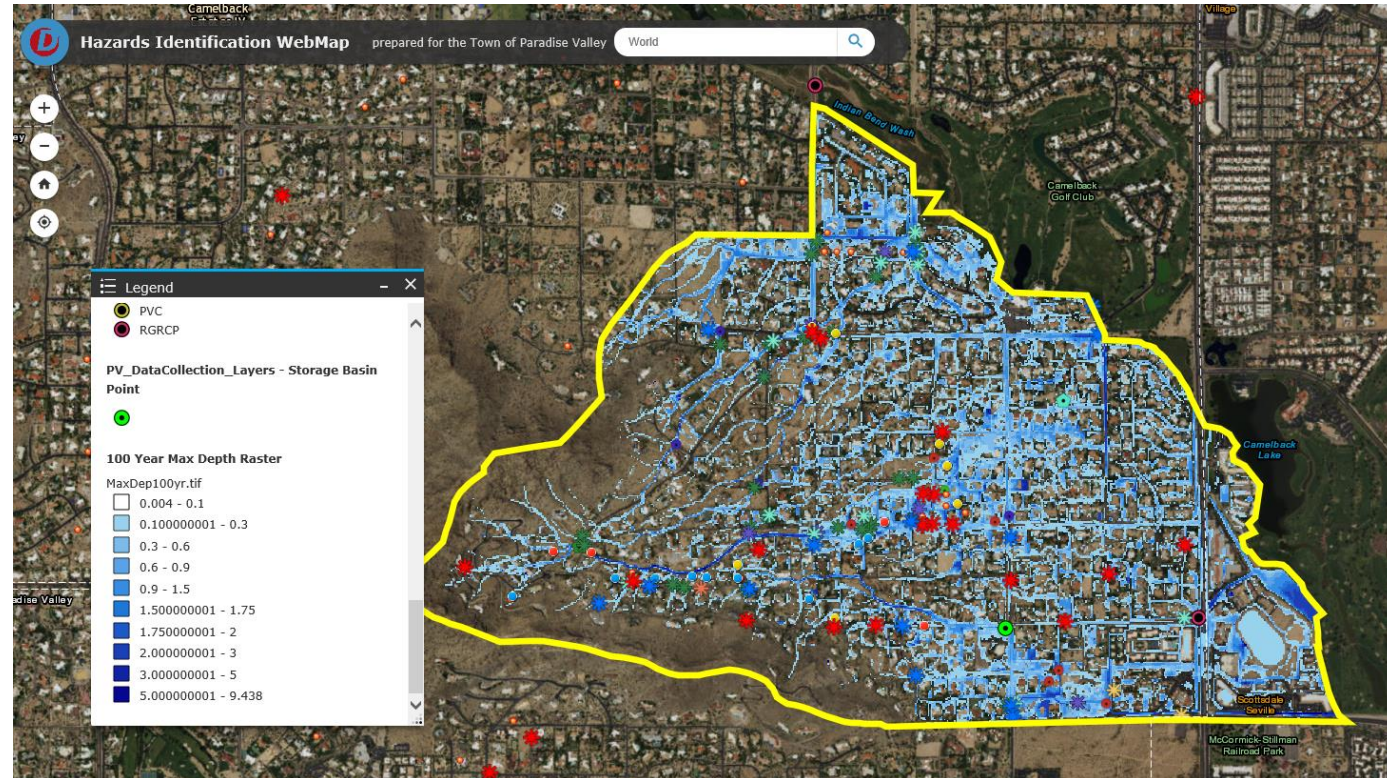 Camelback
Village
Hazards Identification WebMap
prepared for the Town of Paradise Valley
World
Indian Bend Wash
Camelback
Golf Club
Legend
PVC
RGRCP
PV_DataCollection_Layers - Storage Basin
Point
100 Year Max Depth Raster
MaxDep100yr.tif
0.004 - 0.1
0.100000001 - 0.3
0.3 - 0.6
0.6 - 0.9
0.9 - 1.5
1.500000001 - 1.75
1.750000001 - 2
2.000000001 - 3
3.000000001 - 5
5.000000001 - 9.438
Camelback
Lake
adise Valley
Scottsdale
Seville
McCormick-Stillman
Railroad Park